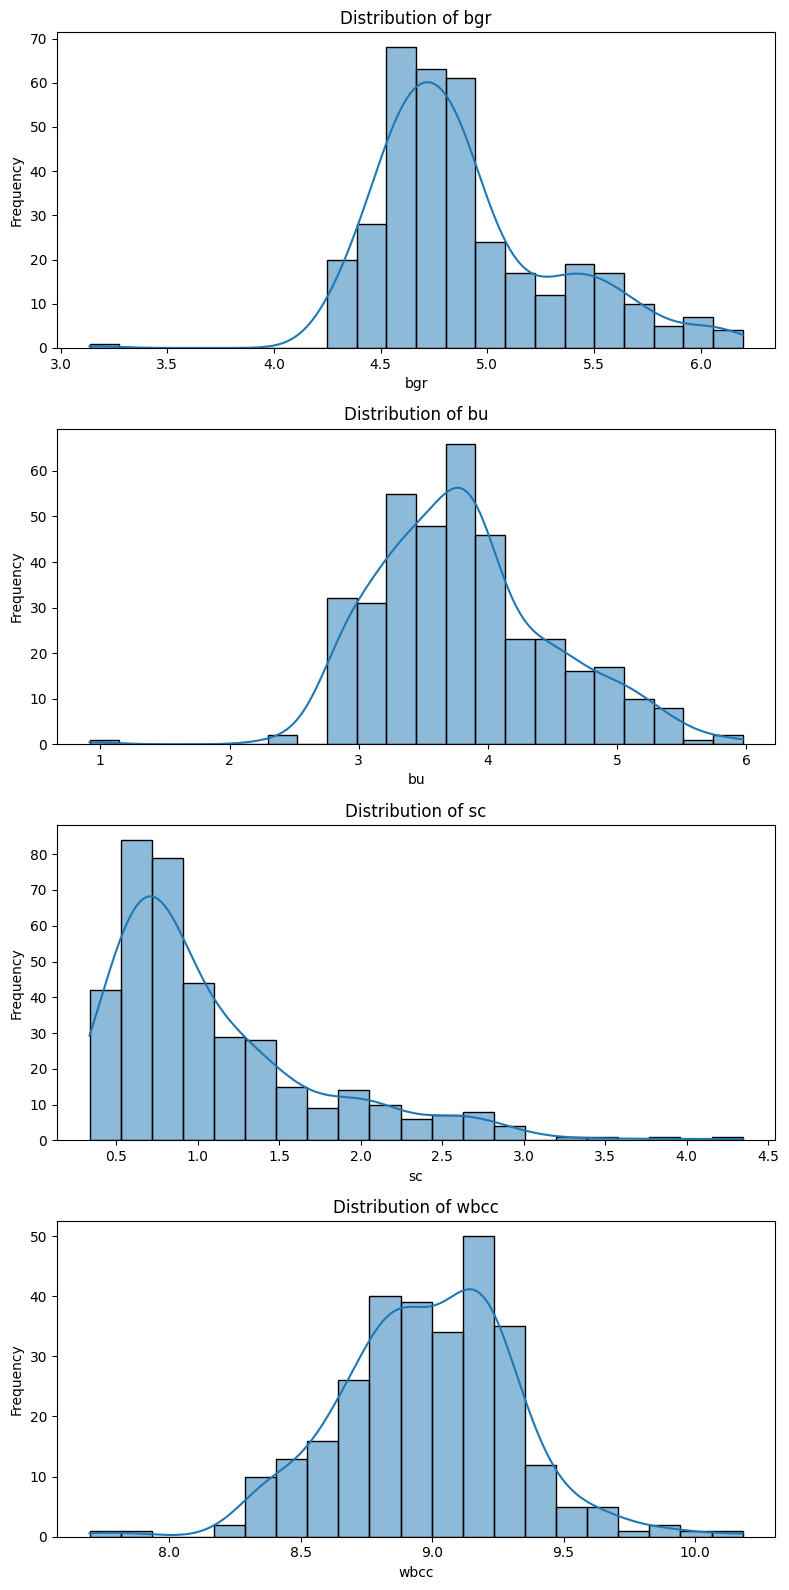 Distribution of bgr
70
60
50
40
30
20
10
0
Frequency
3.0 3.5 4.0 4.5 5.0 5.5 6.0
bgr
Distribution of bu
60
50
40
30
20
10
0
Frequency
1 2 3 4 5 6
bu
Distribution of sc
80
70
60
50
40
30
20
10
0
Frequency
0.5 1.0 1.5 2.0 2.5 3.0 3.5 4.0 4.5
sc
Distribution of wbcc
50
40
30
20
10
0
Frequency
8.0 8.5 9.0 9.5 10.0
wbcc